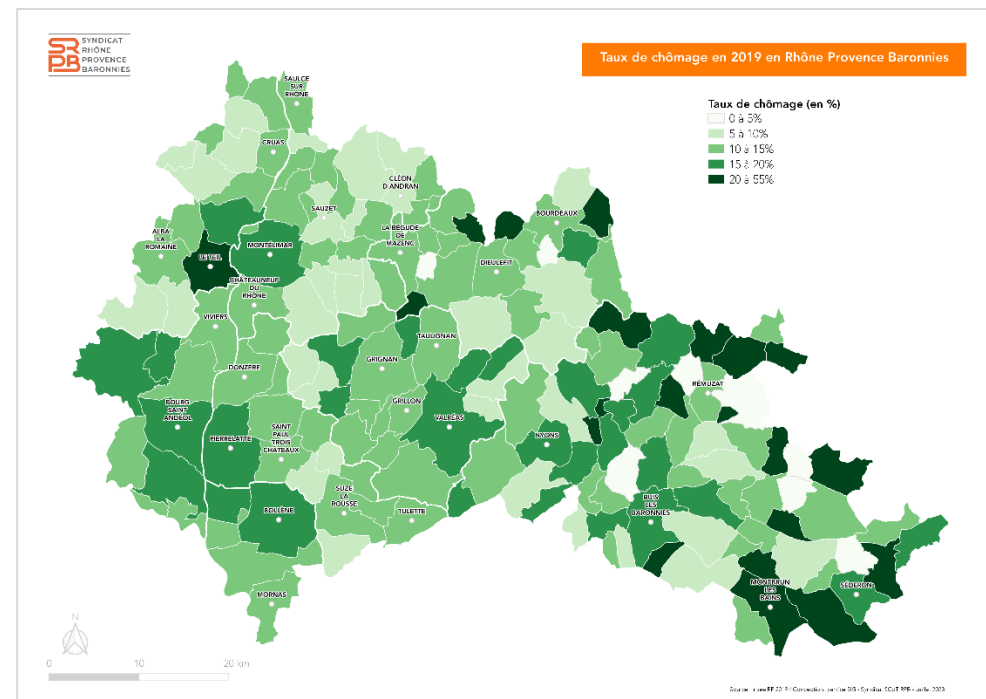 SRPB
SYNDICAT
RHÔNE
PROVENCE
BARONNIES
Taux de chômage en 2019 en Rhône Provence Baronnies
Taux de chômage (en %)
0 à 5%
5 à 10%
10 à 15%
15 à 20%
20 à 55%
SAULCE
SUR
RHÔNE
CRUAS
CLÉON
D'ANDRAN
SAUZET
BOURDEAUX
ALBA
LA
ROMAINE
LA BÉGUDE
DE
MAZENC
LE TEIL
MONTÉLIMAR
DIEULEFIT
CHÂTEAUNEUF
DU
RHÔNE
VIVIERS
TAULIGNAN
GRIGNAN
DONZÈRE
RÉMUZAT
BOURG
SAINT
ANDÉOL
GRILLON
VALRÉAS
PIERRELATTE
SAINT
PAUL
TROIS
CHÂTEAUX
NYONS
SUZE
LA
ROUSSE
BUIS
LES
BARONNIES
BOLLÈNE
TULETTE
MONTBRUN
LES
BAINS
SÉDERON
MORNAS
N
0 10 20 km